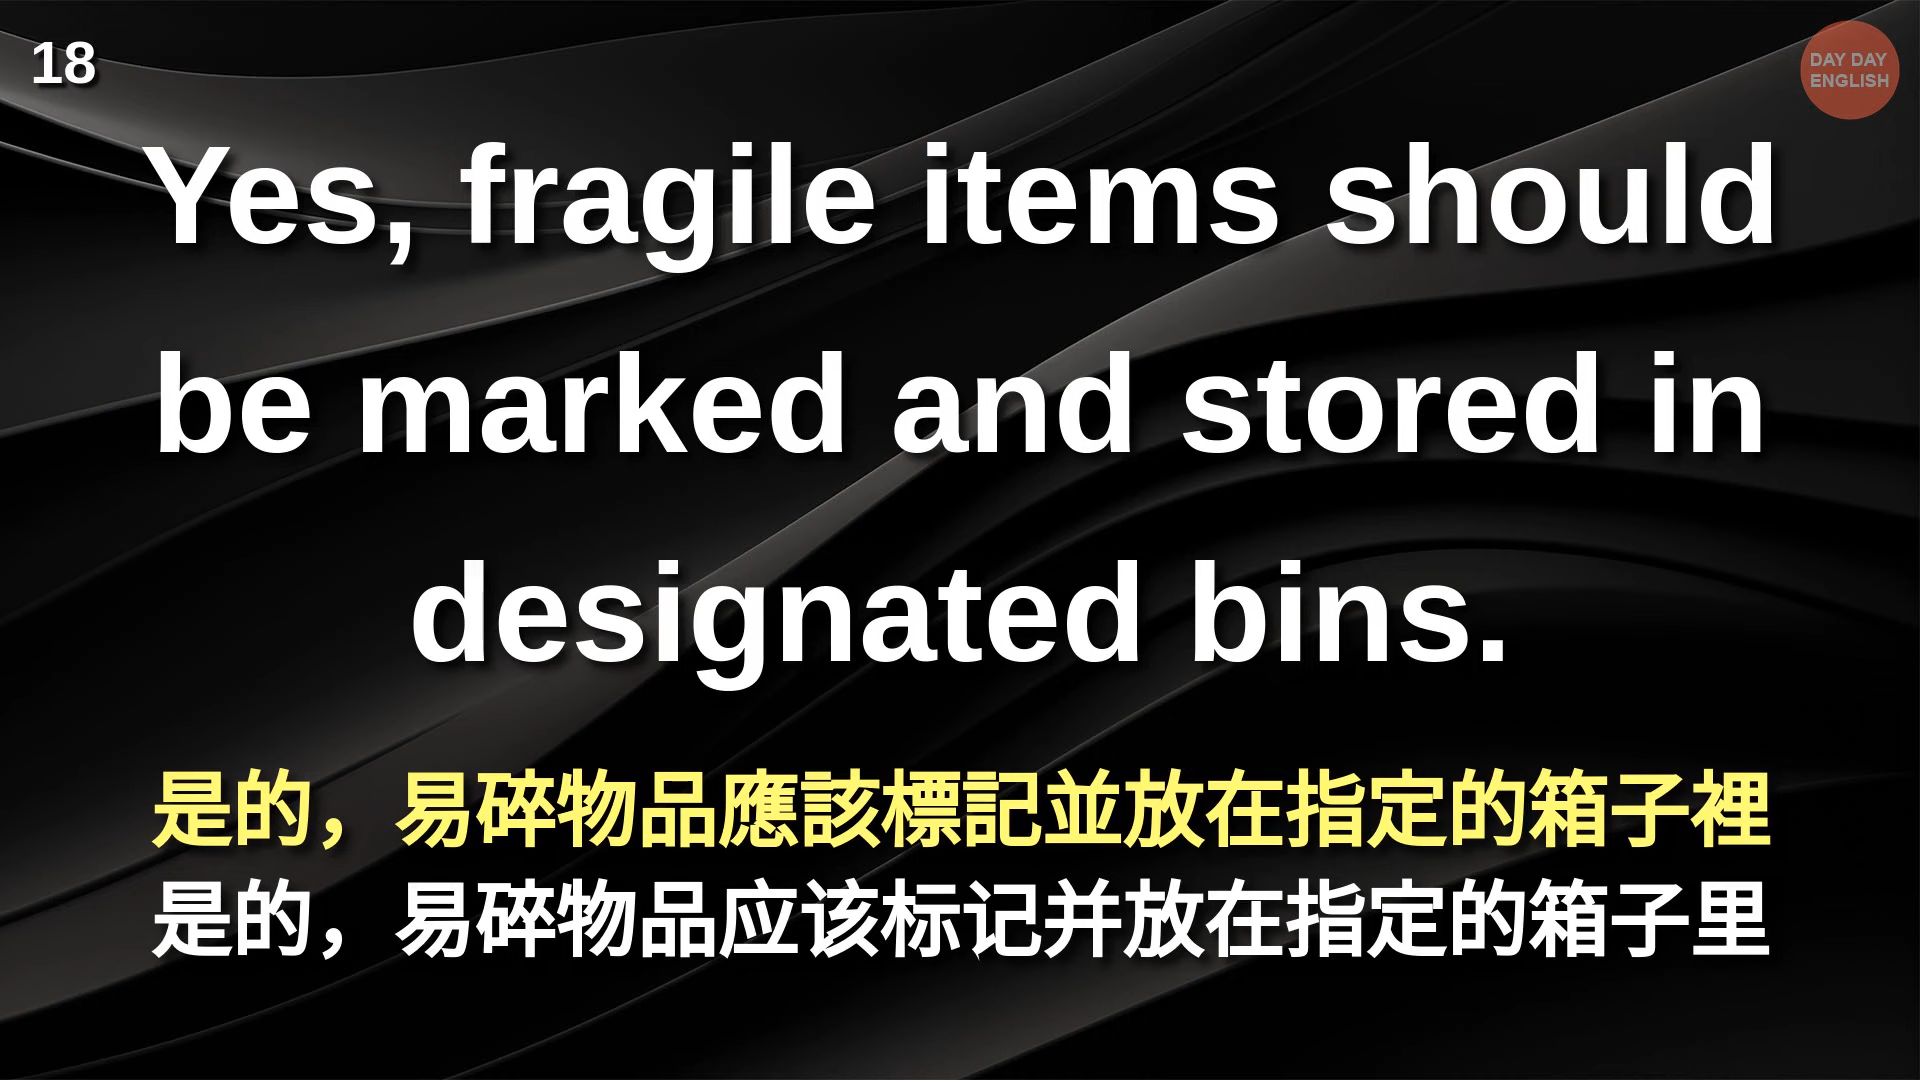 18
DAY DAY
ENGLISH
Yes, fragile items should
be marked and stored in
designated bins.
是的，易碎物品應該標記並放在指定的箱子裡
是的，易碎物品应该标记并放在指定的箱子里